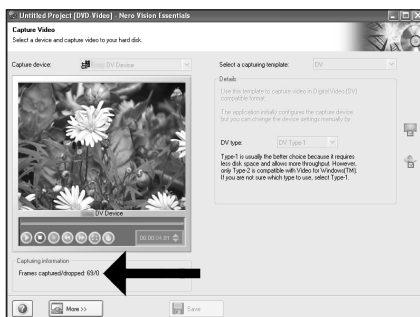 Untitled Project [DVD-Video] - Nero Vision Essentials
Capture Video
Select a device and capture video to your hard disk.
Capture device:
DV Device
Select a capturing template:
DV
Details
Use this template to capture video in Digital Video (DV)
compatible format.
The application initially configures the capture device,
but you can change the device settings manually by
DV type:
DV Type-1
Type-1 is usually the better choice because it requires
less disk space and allows more throughput. However,
only Type-2 is compatible with Video for Windows(TM).
If you are not sure which type to use, select Type-1.
DV Device
Capturing information
Frames captured/dropped: 69/0
More >>
Save